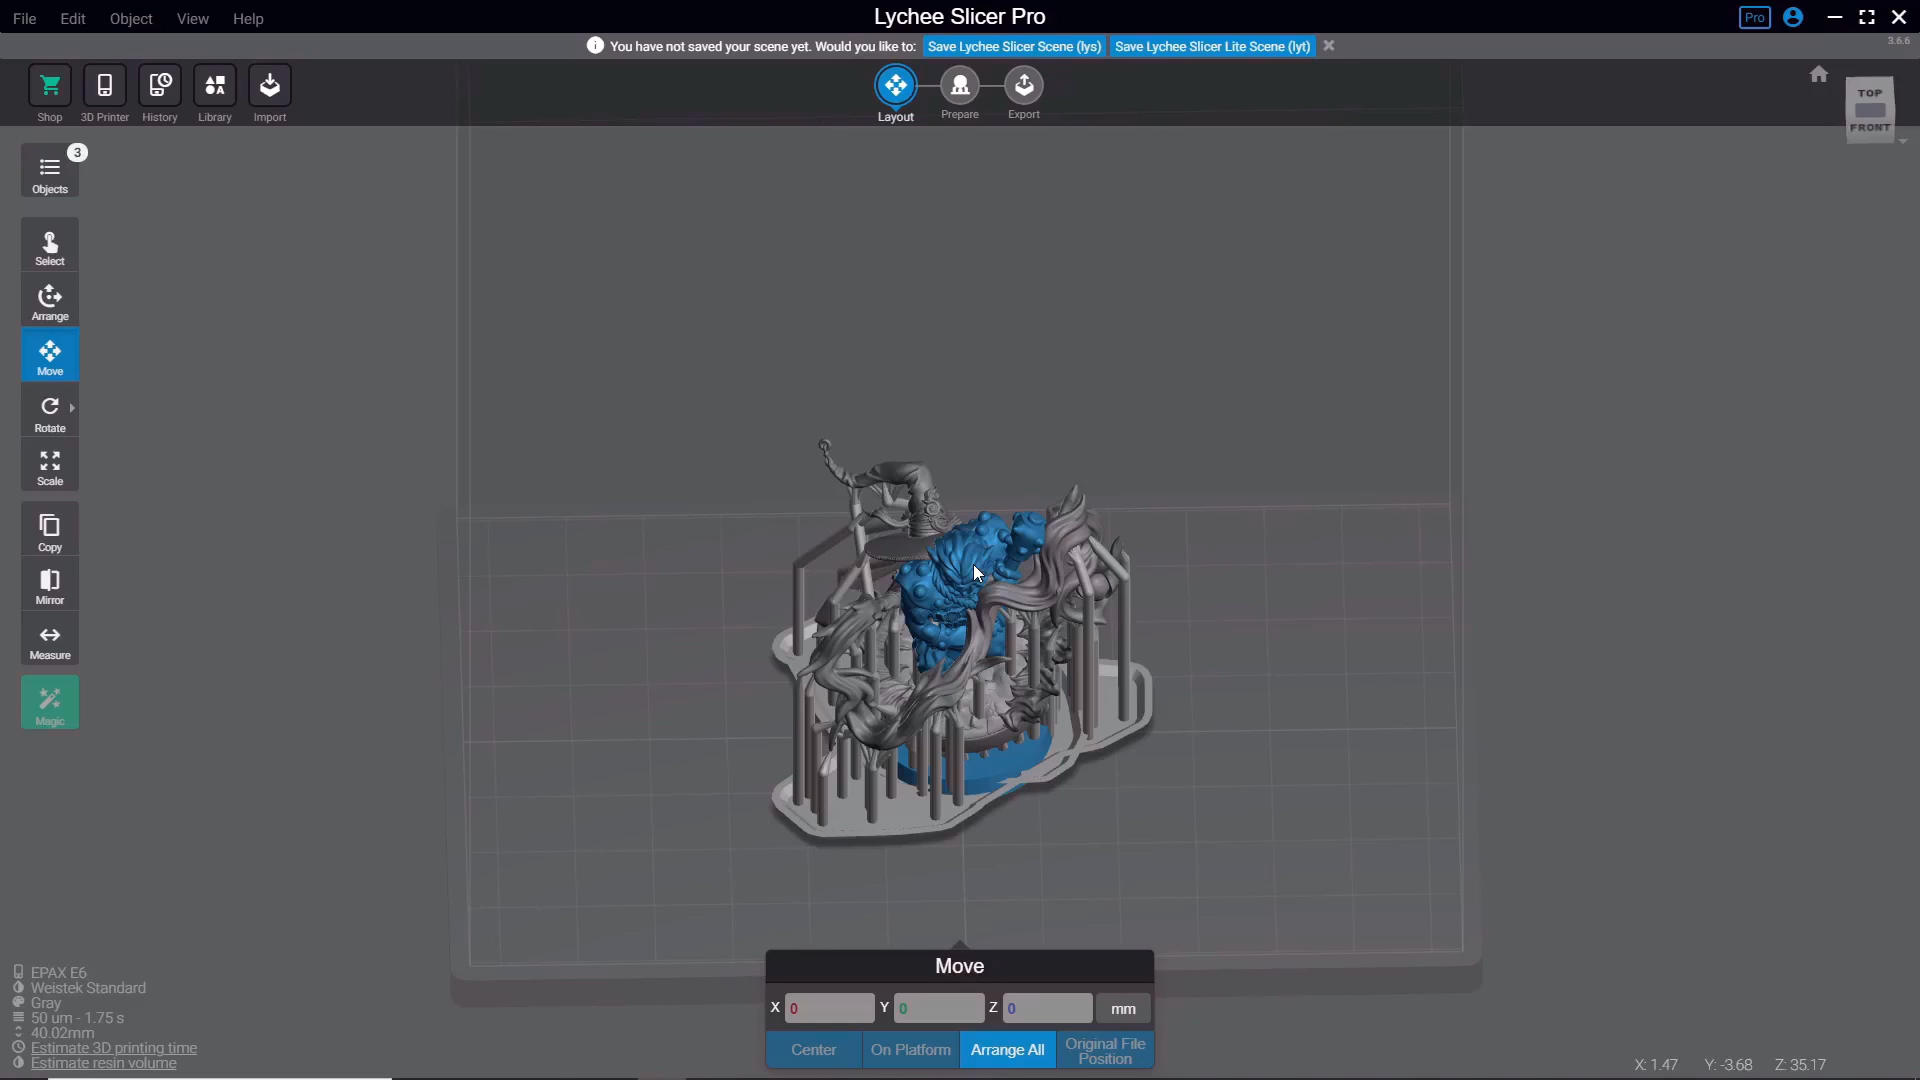 File Edit Object View Help
Lychee Slicer Pro
Pro
You have not saved your scene yet. Would you like to: Save Lychee Slicer Scene (lys) Save Lychee Slicer Lite Scene (lyt)
3.6.6
Shop 3D Printer History Library Import
Layout Prepare Export
TOP
FRONT
3
Objects
Select
Arrange
Move
Rotate
Scale
Copy
Mirror
Measure
Magic
EPAX E6
Weistek Standard
Gray
50 um - 1.75 s
40.02mm
Estimate 3D printing time
Estimate resin volume
Move
X 0 Y 0 Z 0 mm
Center On Platform Arrange All Original File Position
X: 1.47 Y: -3.68 Z: 35.17